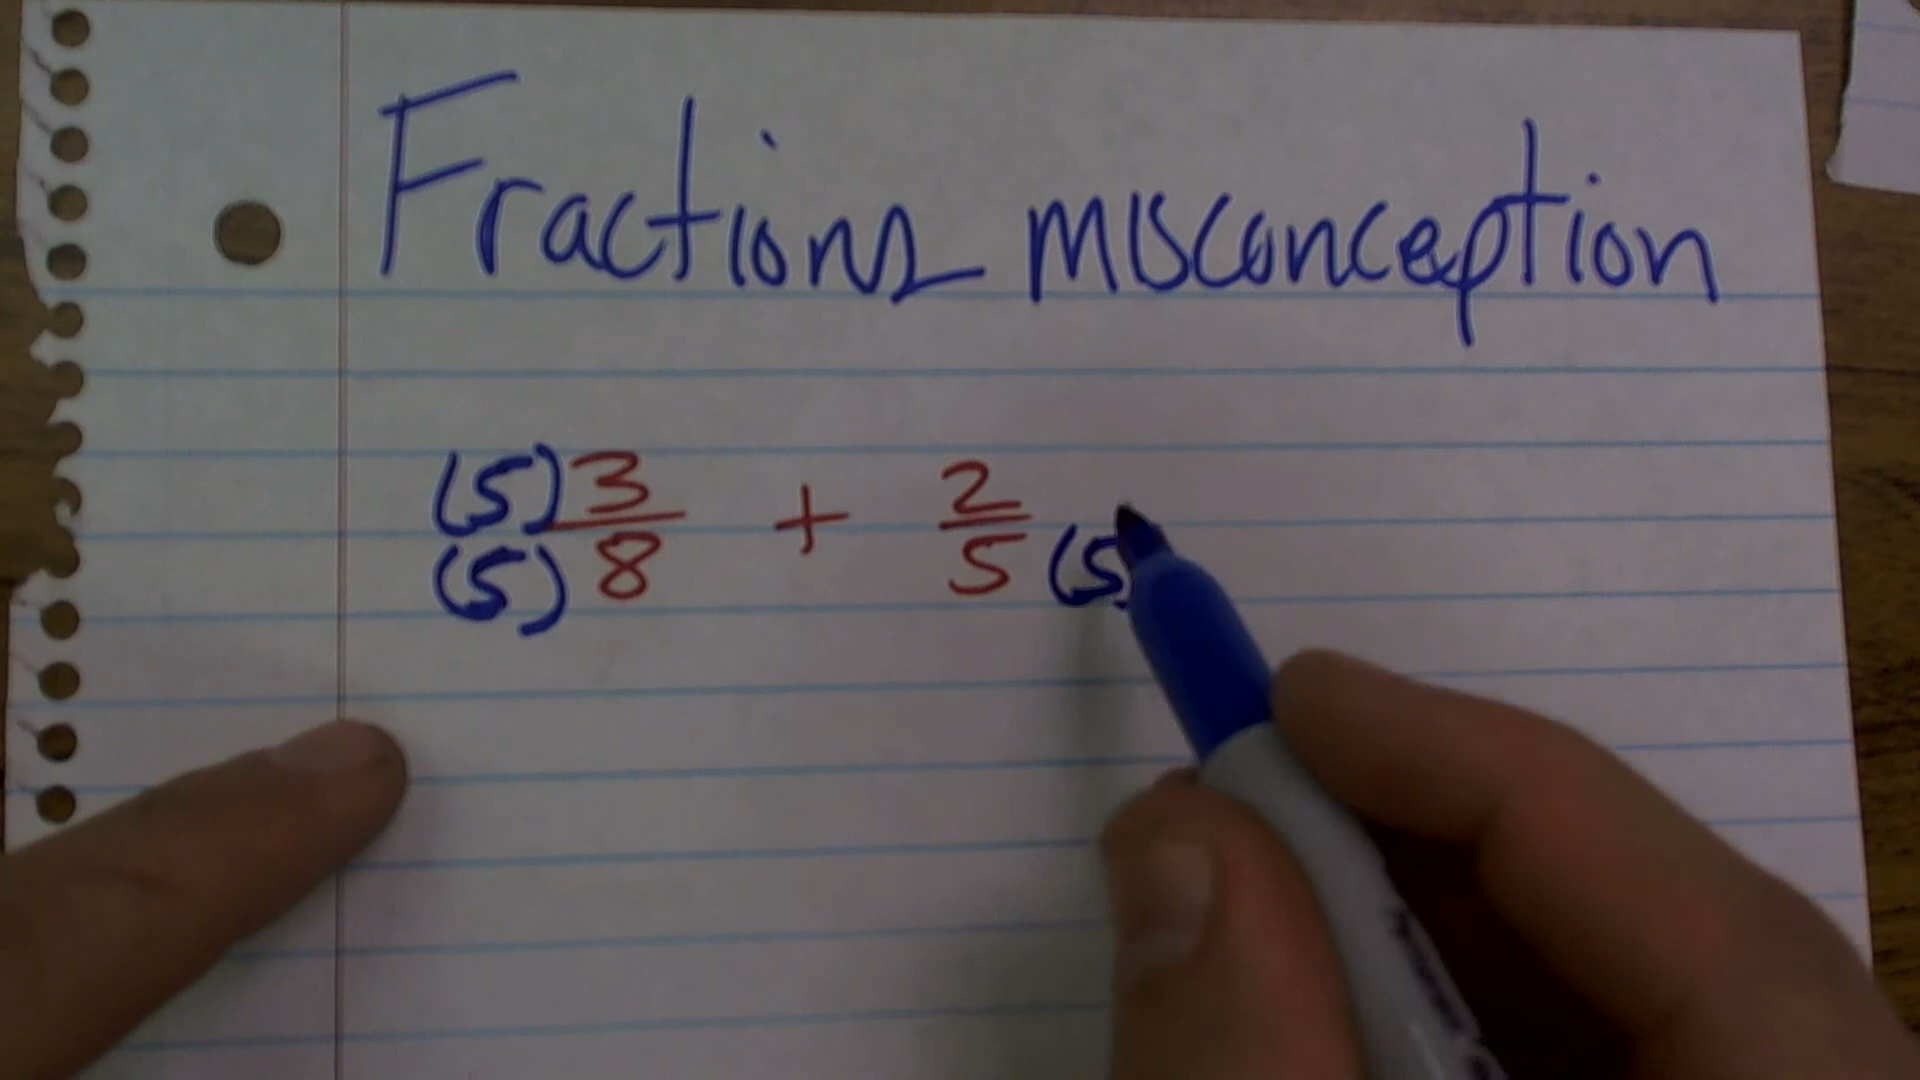 Fractions misconception
(5) 3 + 2
(5) 8 5 (5